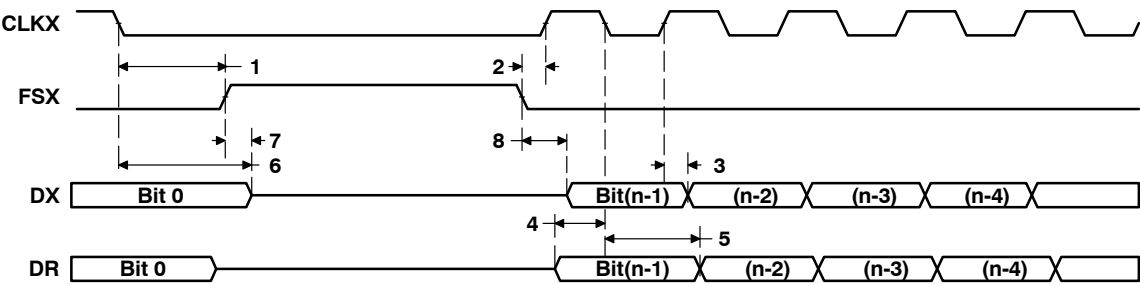 CLKX
1
2
FSX
7
8
6
3
DX Bit 0 Bit(n-1) (n-2) (n-3) (n-4)
4
5
DR Bit 0 Bit(n-1) (n-2) (n-3) (n-4)